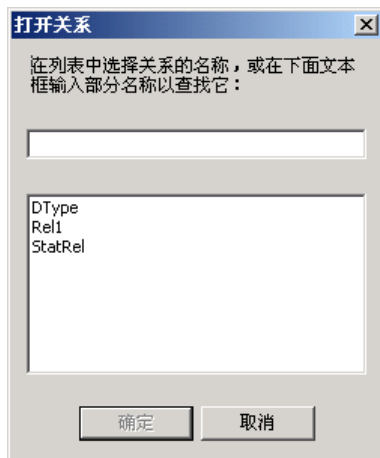 打开关系
在列表中选择关系的名称，或在下面文本
框输入部分名称以查找它：
DType
Rel1
StatRel
确定
取消